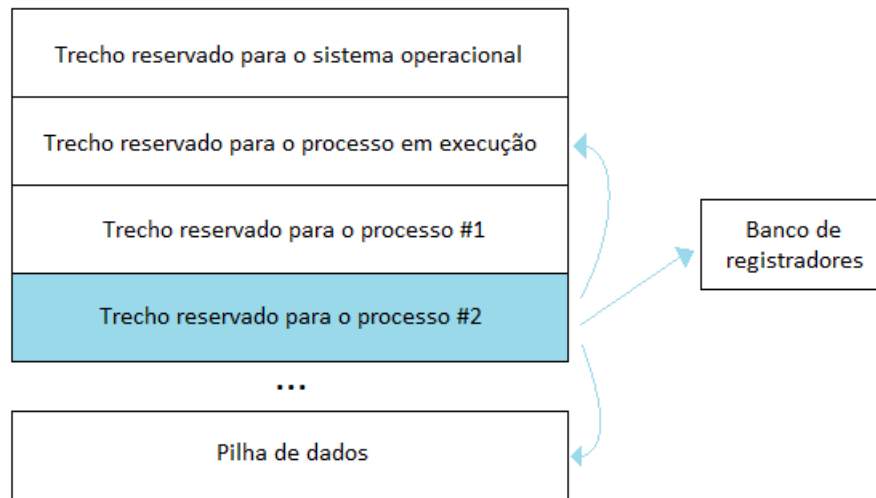 Trecho reservado para o sistema operacional
Trecho reservado para o processo em execução
Trecho reservado para o processo #1
Trecho reservado para o processo #2
...
Pilha de dados
Banco de
registradores